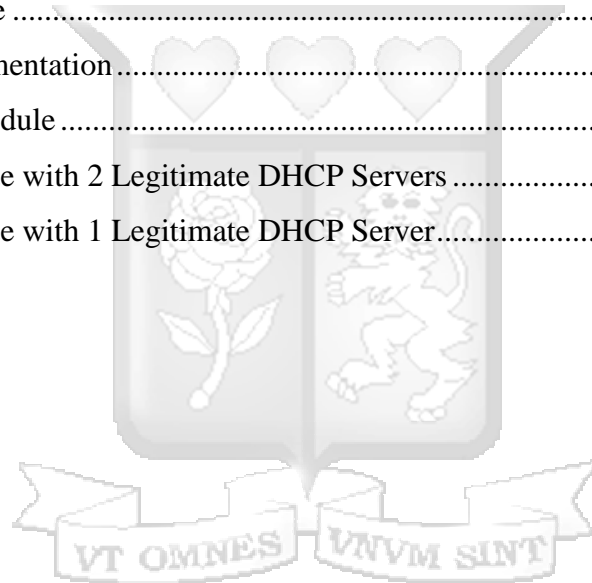 e ..........................................................................
mentation ..............................................................
dule .....................................................................
e with 2 Legitimate DHCP Servers ..................
e with 1 Legitimate DHCP Server.....................
VT OMNES VNVM SINT